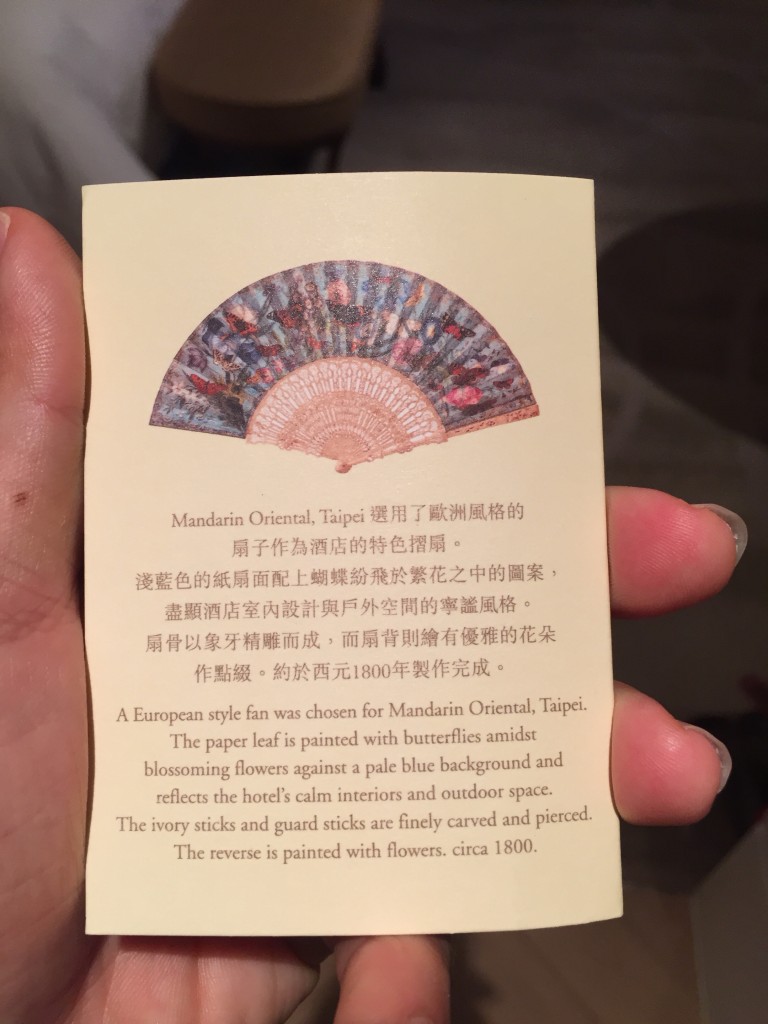 Mandarin Oriental, Taipei 選用了歐洲風格的
扇子作為酒店的特色摺扇。
淺藍色的紙扇面配上蝴蝶紛飛於繁花之中的圖案，
盡顯酒店室內設計與戶外空間的寧謐風格。
扇骨以象牙精雕而成，而扇背則繪有優雅的花朵
作點綴。約於西元1800年製作完成。
A European style fan was chosen for Mandarin Oriental, Taipei.
The paper leaf is painted with butterflies amidst
blossoming flowers against a pale blue background and
reflects the hotel's calm interiors and outdoor space.
The ivory sticks and guard sticks are finely carved and pierced.
The reverse is painted with flowers. circa 1800.